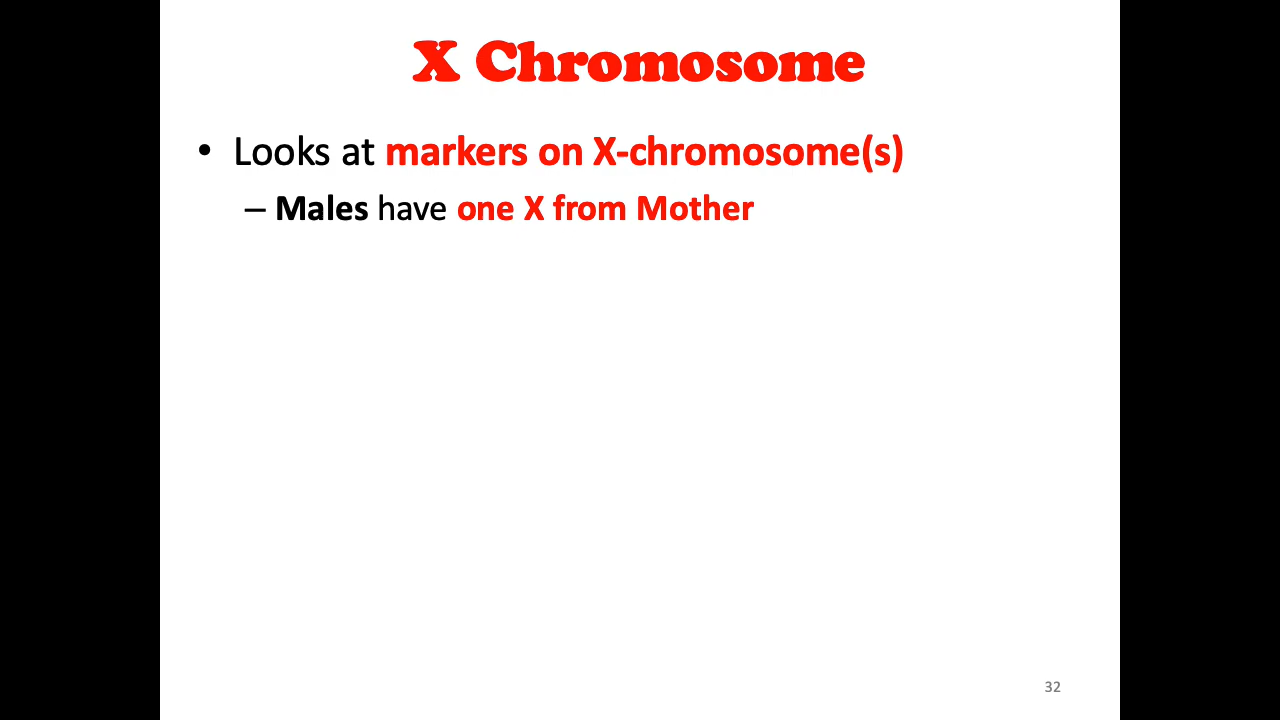 X Chromosome
• Looks at markers on X-chromosome(s)
– Males have one X from Mother
32